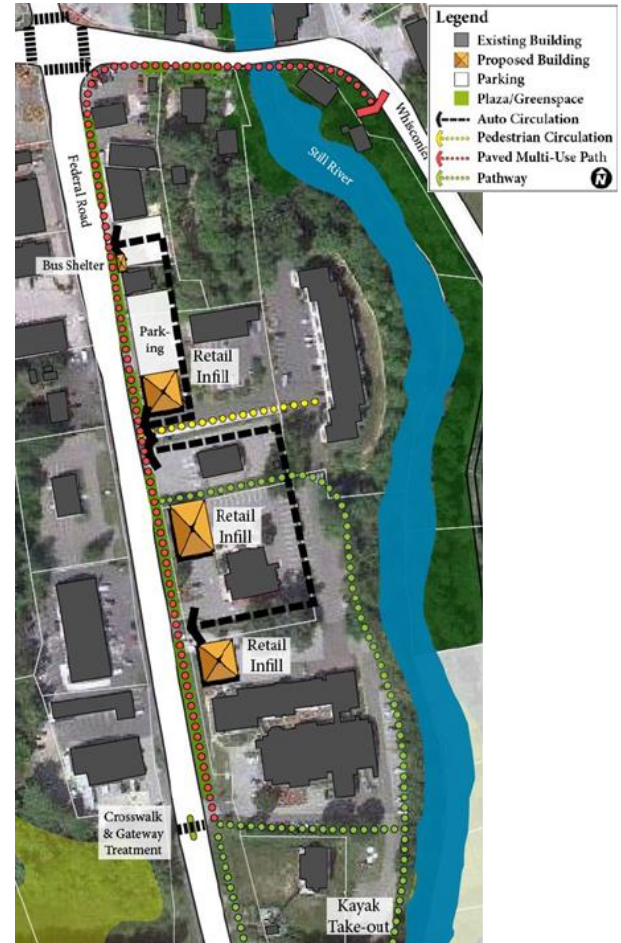 Legend
Existing Building
Proposed Building
Parking
Plaza/Greenspace
Auto Circulation
Pedestrian Circulation
Paved Multi-Use Path
Pathway
N
Whisconier
Still River
Federal Road
Bus Shelter
Park-
ing
Retail
Infill
Retail
Infill
Retail
Infill
Crosswalk
& Gateway
Treatment
Kayak
Take-out